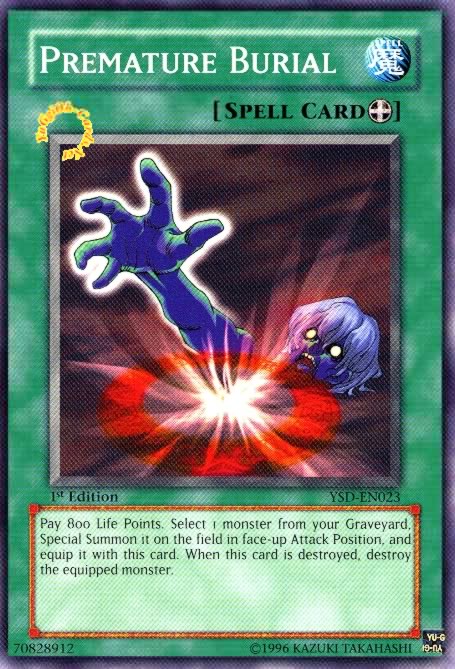 PREMATURE BURIAL
SPELL
魔
[SPELL CARD]
1st Edition
YSD-EN023
Pay 800 Life Points. Select 1 monster from your Graveyard.
Special Summon it on the field in face-up Attack Position, and
equip it with this card. When this card is destroyed, destroy
the equipped monster.
70828912
©1996 KAZUKI TAKAHASHI
YU-G